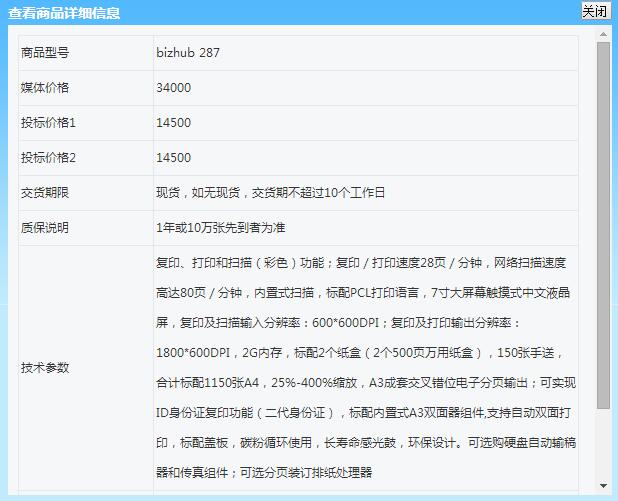 查看商品详细信息
关闭
商品型号 bizhub 287
媒体价格 34000
投标价格1 14500
投标价格2 14500
交货期限 现货，如无现货，交货期不超过10个工作日
质保说明 1年或10万张先到者为准
复印、打印和扫描（彩色）功能；复印 / 打印速度28页 / 分钟，网络扫描速度
高达80页 / 分钟，内置式扫描，标配PCL打印语言，7寸大屏幕触摸式中文液晶
屏，复印及扫描输入分辨率：600*600DPI；复印及打印输出分辨率：
1800*600DPI，2G内存，标配2个纸盒（2个500页万用纸盒），150张手送，
技术参数
合计标配1150张A4，25%-400%缩放，A3成套交叉错位电子分页输出；可实现
ID身份证复印功能（二代身份证），标配内置式A3双面器组件,支持自动双面打
印，标配盖板，碳粉循环使用，长寿命感光鼓，环保设计。可选购硬盘自动输稿
器和传真组件；可选分页装订排纸处理器